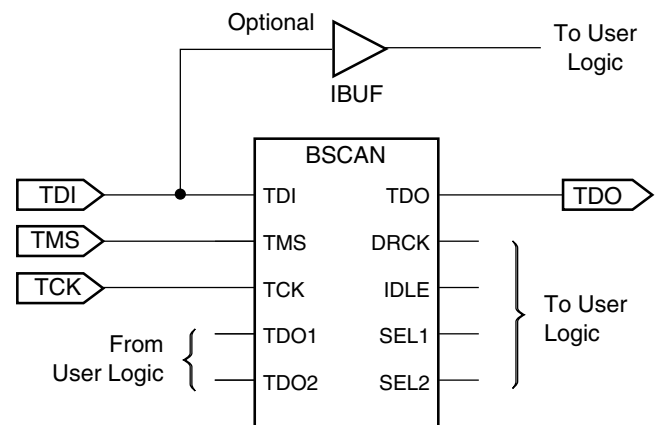 Optional
To User
Logic
IBUF
BSCAN
TDI
TDI
TDO
TDO
TMS
TMS
DRCK
TCK
TCK
IDLE
To User
Logic
From
User Logic
TDO1
SEL1
TDO2
SEL2